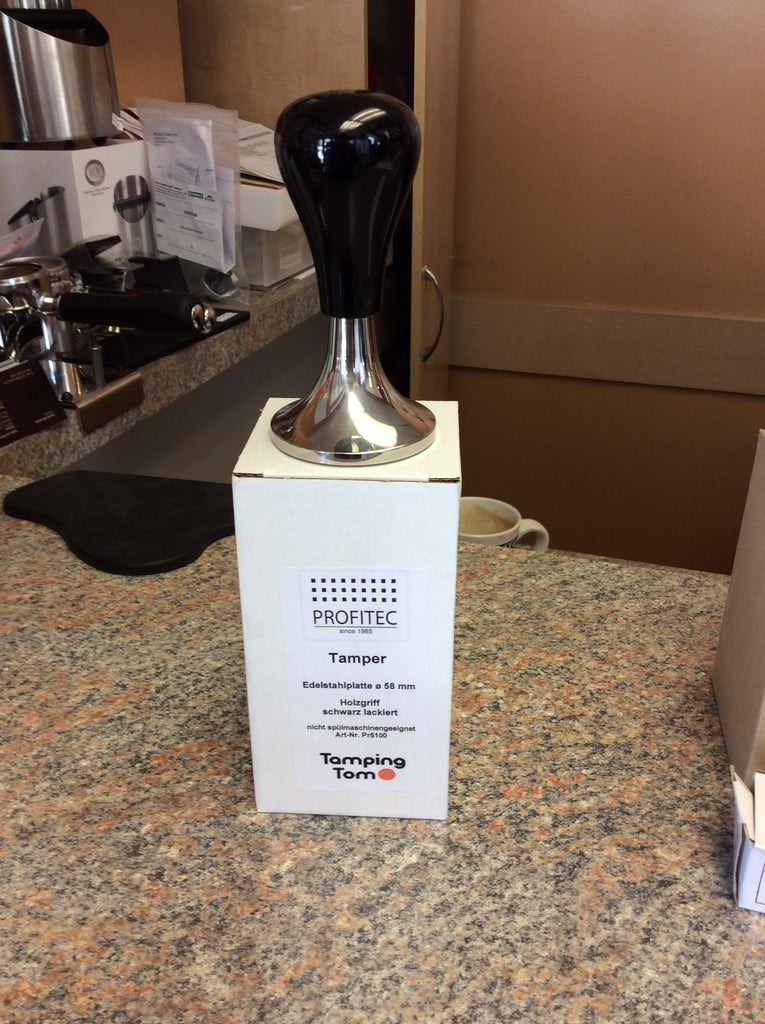 PROFITEC
since 1985
Tamper
Edelstahlplatte ø 58 mm
Holzgriff
schwarz lackiert
nicht spülmaschinengeeignet
Art-Nr. Pr5100
Tamping
Tom